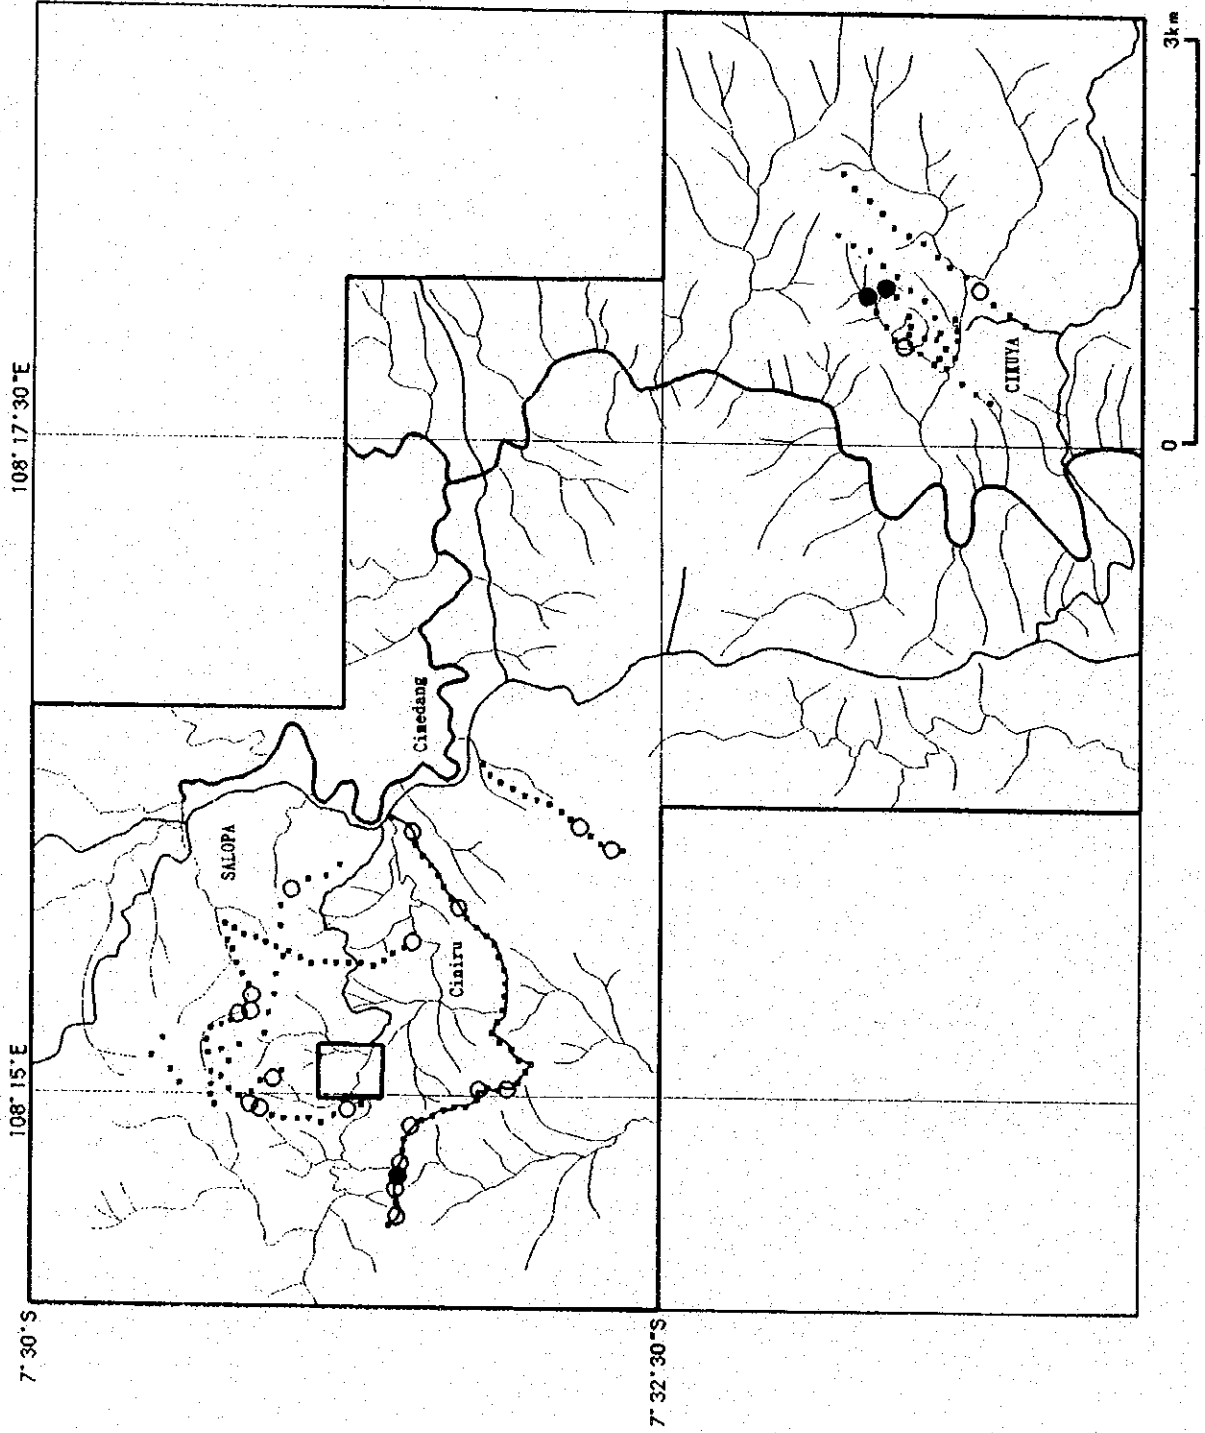 108° 15' E
108° 17' 30" E
7° 30' S
7° 32' 30" S
SALOPA
Cimedang
Ciniru
CIKUYA
0
3km